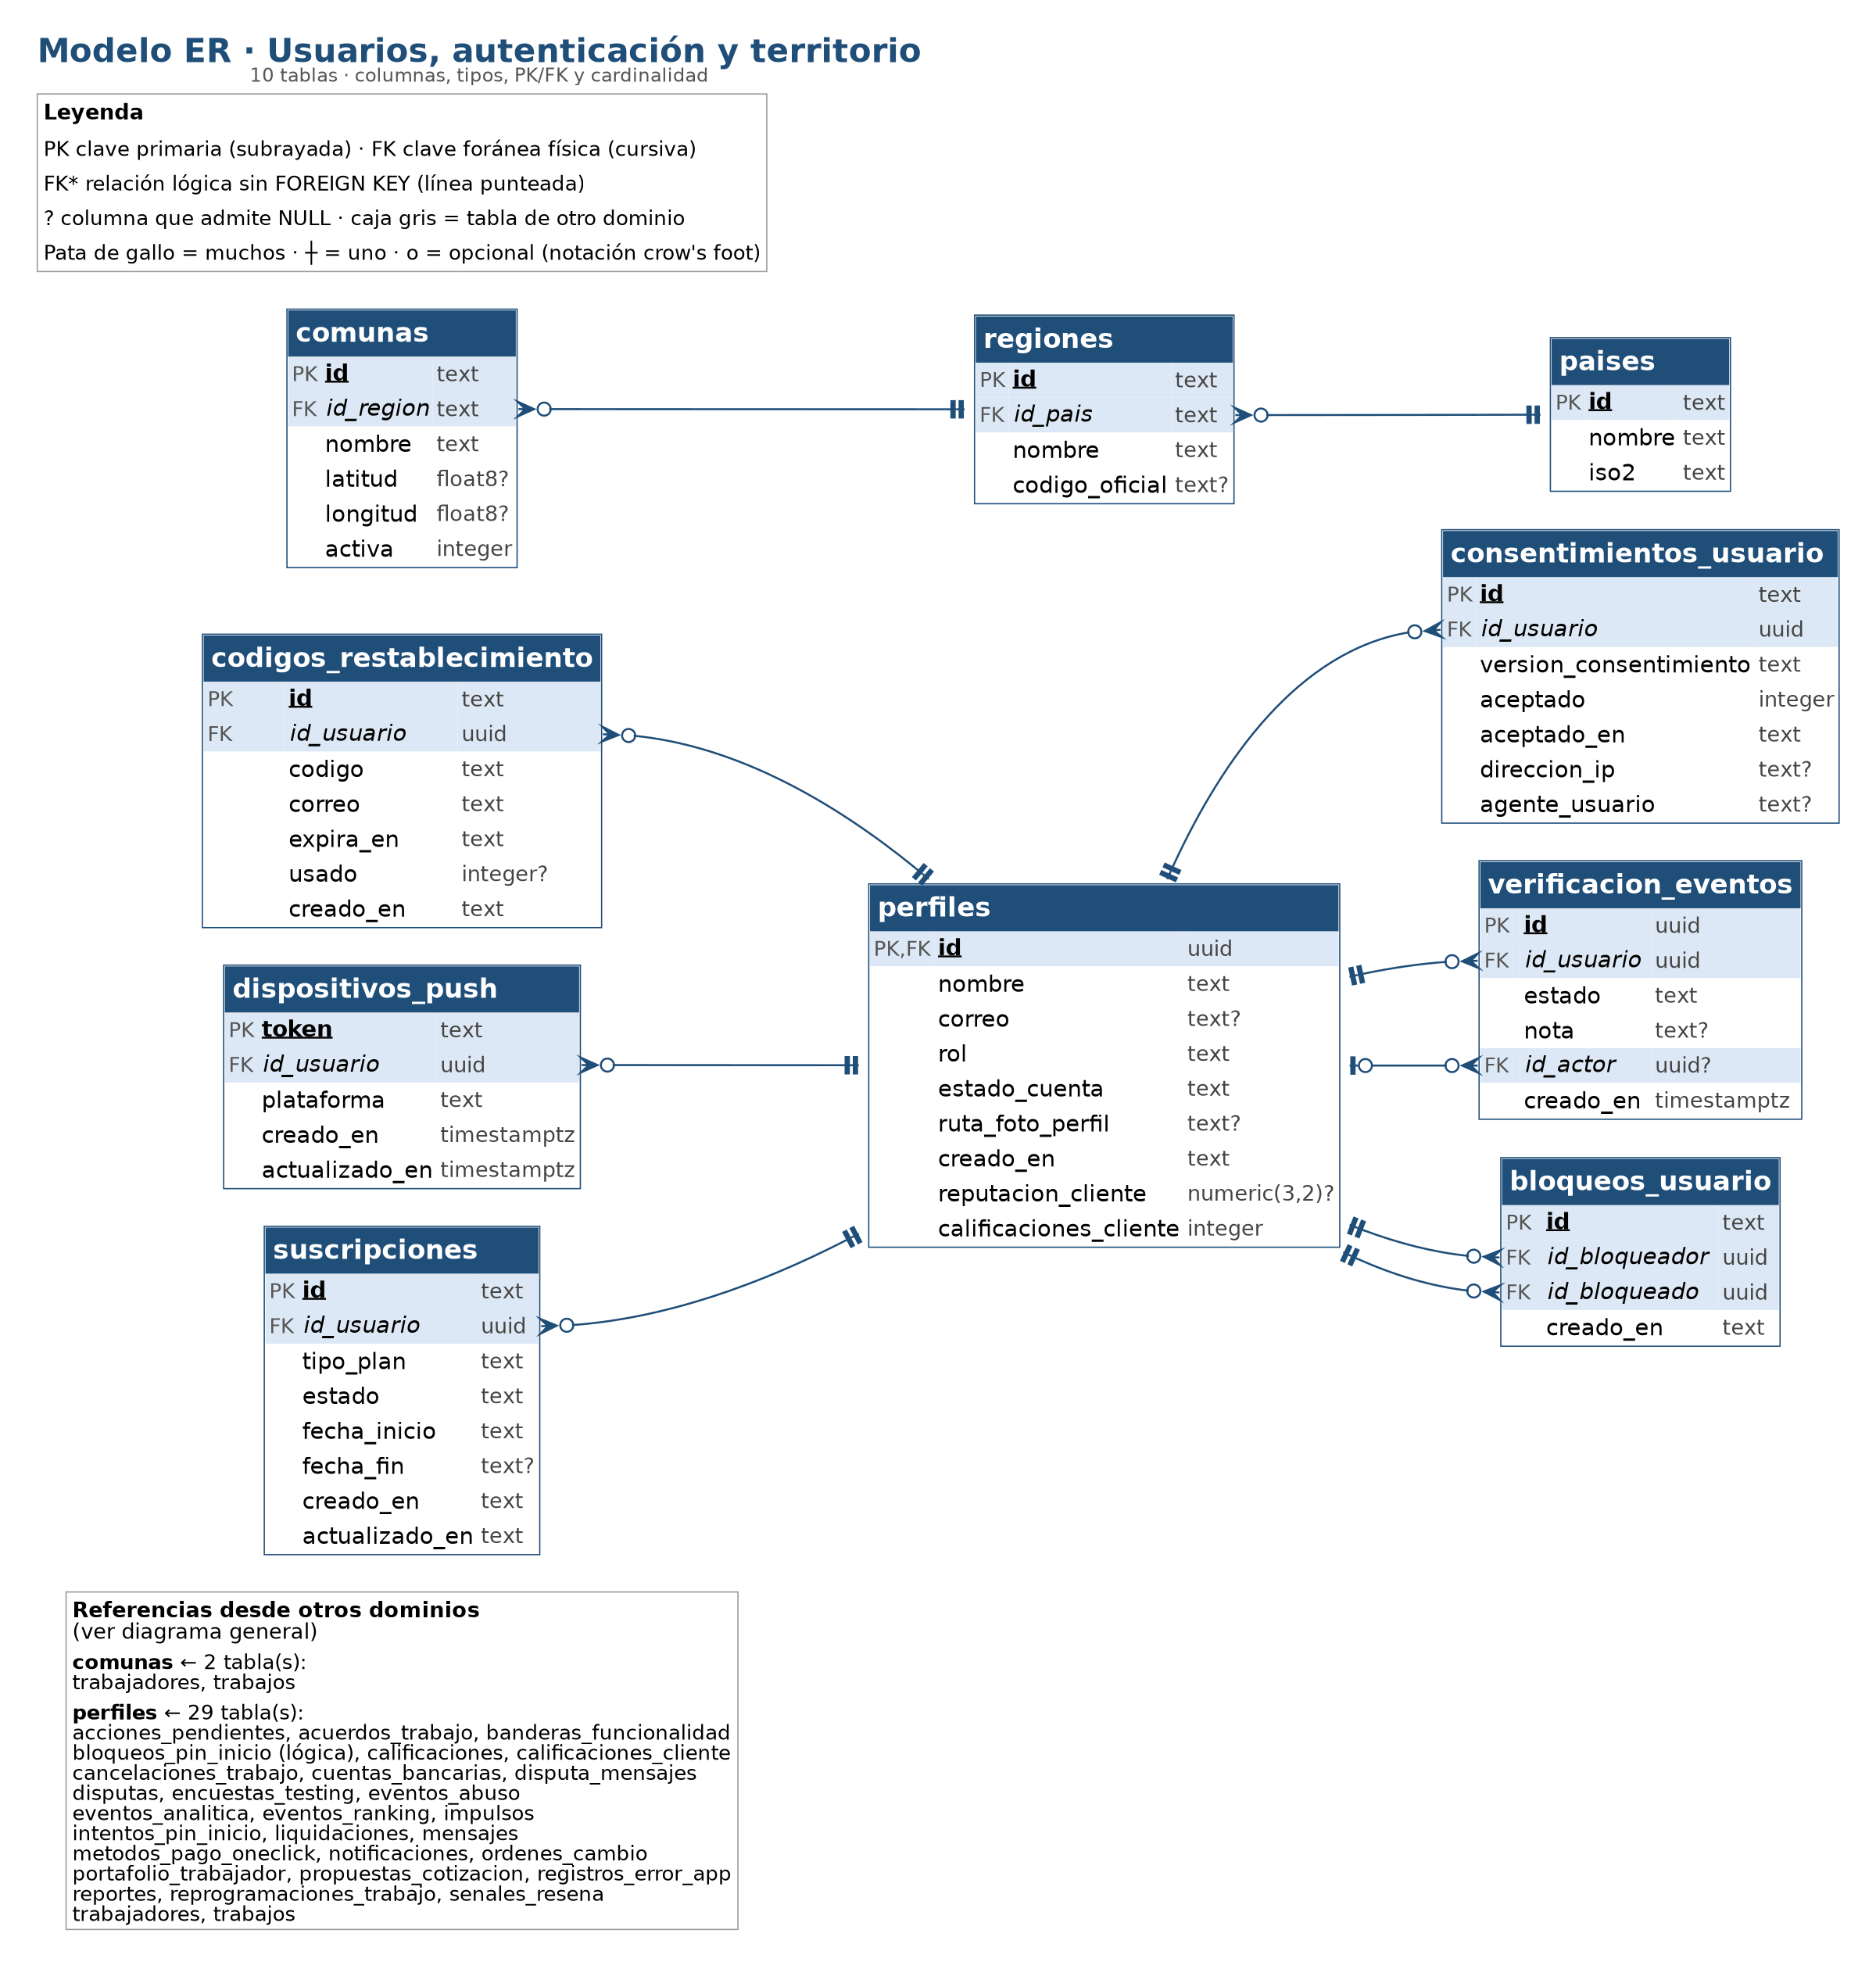 Modelo ER · Usuarios, autenticación y territorio
10 tablas · columnas, tipos, PK/FK y cardinalidad
Leyenda
PK clave primaria (subrayada) · FK clave foránea física (cursiva)
FK* relación lógica sin FOREIGN KEY (línea punteada)
? columna que admite NULL · caja gris = tabla de otro dominio
Pata de gallo = muchos · ┼ = uno · o = opcional (notación crow's foot)
comunas
PK id text
FK id_region text
nombre text
latitud float8?
longitud float8?
activa integer
regiones
PK id text
FK id_pais text
nombre text
codigo_oficial text?
paises
PK id text
nombre text
iso2 text
consentimientos_usuario
PK id text
FK id_usuario uuid
version_consentimiento text
aceptado integer
aceptado_en text
direccion_ip text?
agente_usuario text?
codigos_restablecimiento
PK id text
FK id_usuario uuid
codigo text
correo text
expira_en text
usado integer?
creado_en text
perfiles
PK,FK id uuid
nombre text
correo text?
rol text
estado_cuenta text
ruta_foto_perfil text?
creado_en text
reputacion_cliente numeric(3,2)?
calificaciones_cliente integer
verificacion_eventos
PK id uuid
FK id_usuario uuid
estado text
nota text?
FK id_actor uuid?
creado_en timestamptz
dispositivos_push
PK token text
FK id_usuario uuid
plataforma text
creado_en timestamptz
actualizado_en timestamptz
bloqueos_usuario
PK id text
FK id_bloqueador uuid
FK id_bloqueado uuid
creado_en text
suscripciones
PK id text
FK id_usuario uuid
tipo_plan text
estado text
fecha_inicio text
fecha_fin text?
creado_en text
actualizado_en text
Referencias desde otros dominios
(ver diagrama general)
comunas ← 2 tabla(s):
trabajadores, trabajos
perfiles ← 29 tabla(s):
acciones_pendientes, acuerdos_trabajo, banderas_funcionalidad
bloqueos_pin_inicio (lógica), calificaciones, calificaciones_cliente
cancelaciones_trabajo, cuentas_bancarias, disputa_mensajes
disputas, encuestas_testing, eventos_abuso
eventos_analitica, eventos_ranking, impulsos
intentos_pin_inicio, liquidaciones, mensajes
metodos_pago_oneclick, notificaciones, ordenes_cambio
portafolio_trabajador, propuestas_cotizacion, registros_error_app
reportes, reprogramaciones_trabajo, senales_resena
trabajadores, trabajos